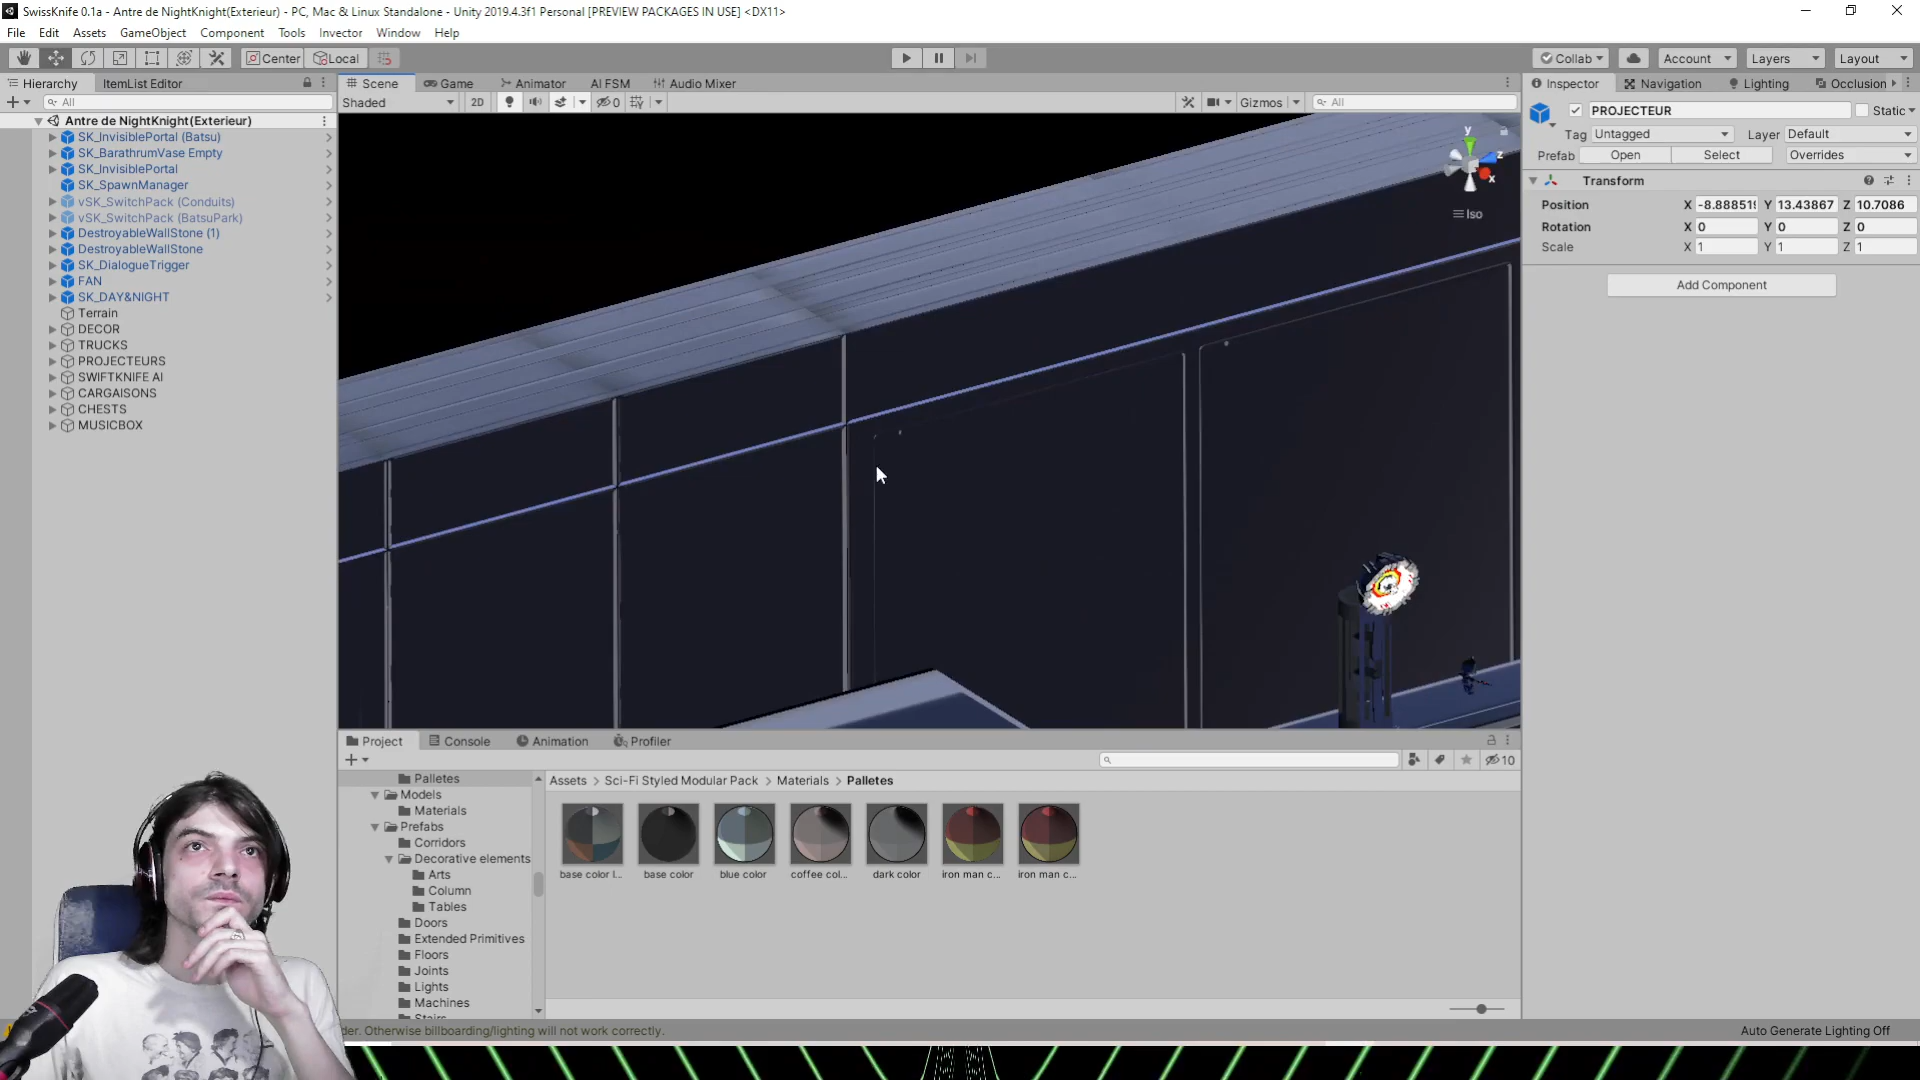 SwissKnife 0.1a - Antre de NightKnight(Exterieur) - PC, Mac & Linux Standalone - Unity 2019.4.3f1 Personal [PREVIEW PACKAGES IN USE] <DX11>
File Edit Assets GameObject Component Tools Invector Window Help
Center Local Collab Account Layers Layout
Hierarchy ItemList Editor
All
Antre de NightKnight(Exterieur)
SK_InvisiblePortal (Batsu)
SK_BarathrumVase Empty
SK_InvisiblePortal
SK_SpawnManager
vSK_SwitchPack (Conduits)
vSK_SwitchPack (BatsuPark)
DestroyableWallStone (1)
DestroyableWallStone
SK_DialogueTrigger
FAN
SK_DAY&NIGHT
Terrain
DECOR
TRUCKS
PROJECTEURS
SWIFTKNIFE AI
CARGAISONS
CHESTS
MUSICBOX
Scene Game Animator AI FSM Audio Mixer
Shaded 2D 0 Gizmos All
y
z
x
Iso
Inspector Navigation Lighting Occlusion
PROJECTEUR Static
Tag Untagged Layer Default
Prefab Open Select Overrides
Transform
Position X -8.88851 Y 13.43867 Z 10.7086
Rotation X 0 Y 0 Z 0
Scale X 1 Y 1 Z 1
Add Component
Project Console Animation Profiler
10
Palletes
Models
Materials
Prefabs
Corridors
Decorative elements
Arts
Column
Tables
Doors
Extended Primitives
Floors
Joints
Lights
Machines
Stairs
Assets > Sci-Fi Styled Modular Pack > Materials > Palletes
base color l... base color blue color coffee col... dark color iron man c... iron man c...
der. Otherwise billboarding/lighting will not work correctly.
Auto Generate Lighting Off